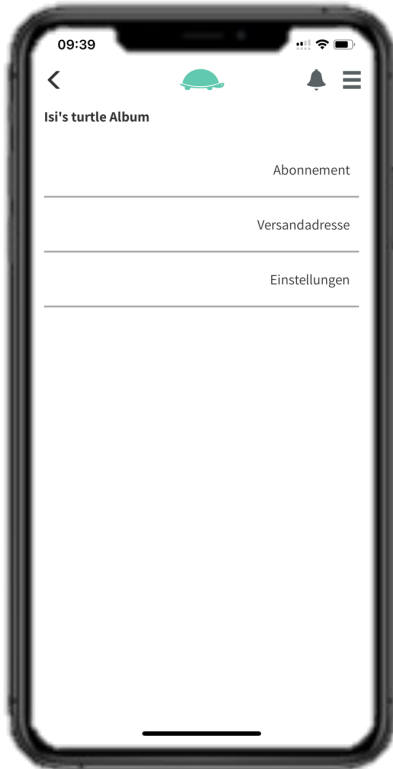 09:39
Isi's turtle Album
Abonnement
Versandadresse
Einstellungen